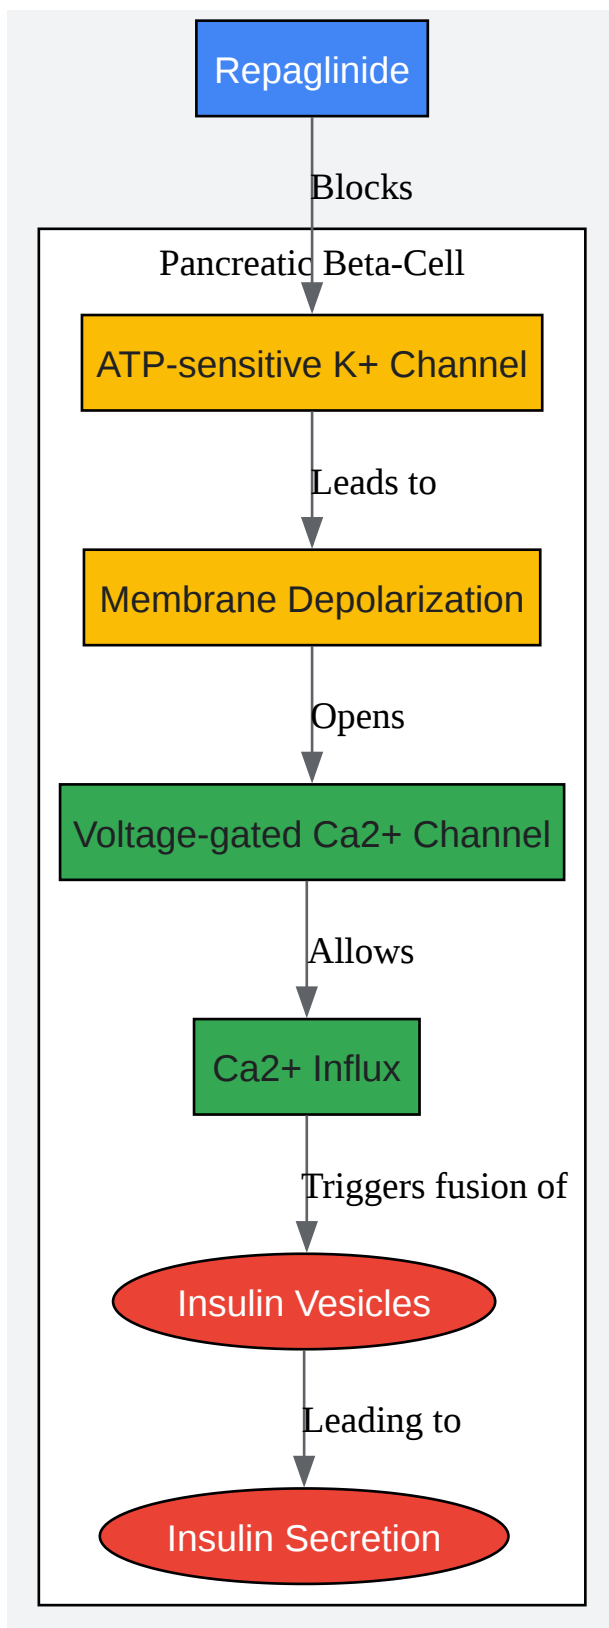 Repaglinide
Blocks
Pancreatic Beta-Cell
ATP-sensitive K+ Channel
Leads to
Membrane Depolarization
Opens
Voltage-gated Ca2+ Channel
Allows
Ca2+ Influx
Triggers fusion of
Insulin Vesicles
Leading to
Insulin Secretion